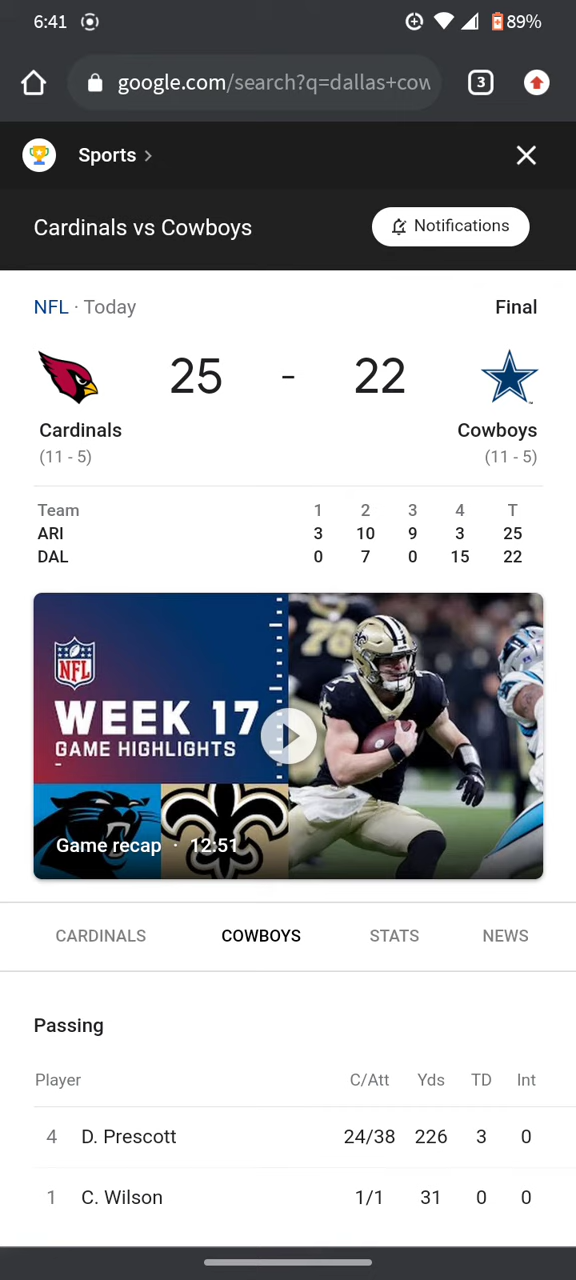 6:41 89%
google.com/search?q=dallas+cow 3
Sports
Cardinals vs Cowboys Notifications
NFL · Today Final
25 - 22
Cardinals Cowboys
(11 - 5) (11 - 5)
Team 1 2 3 4 T
ARI 3 10 9 3 25
DAL 0 7 0 15 22
NFL
WEEK 17
GAME HIGHLIGHTS
Game recap · 12:51
CARDINALS COWBOYS STATS NEWS
Passing
Player C/Att Yds TD Int
4 D. Prescott 24/38 226 3 0
1 C. Wilson 1/1 31 0 0